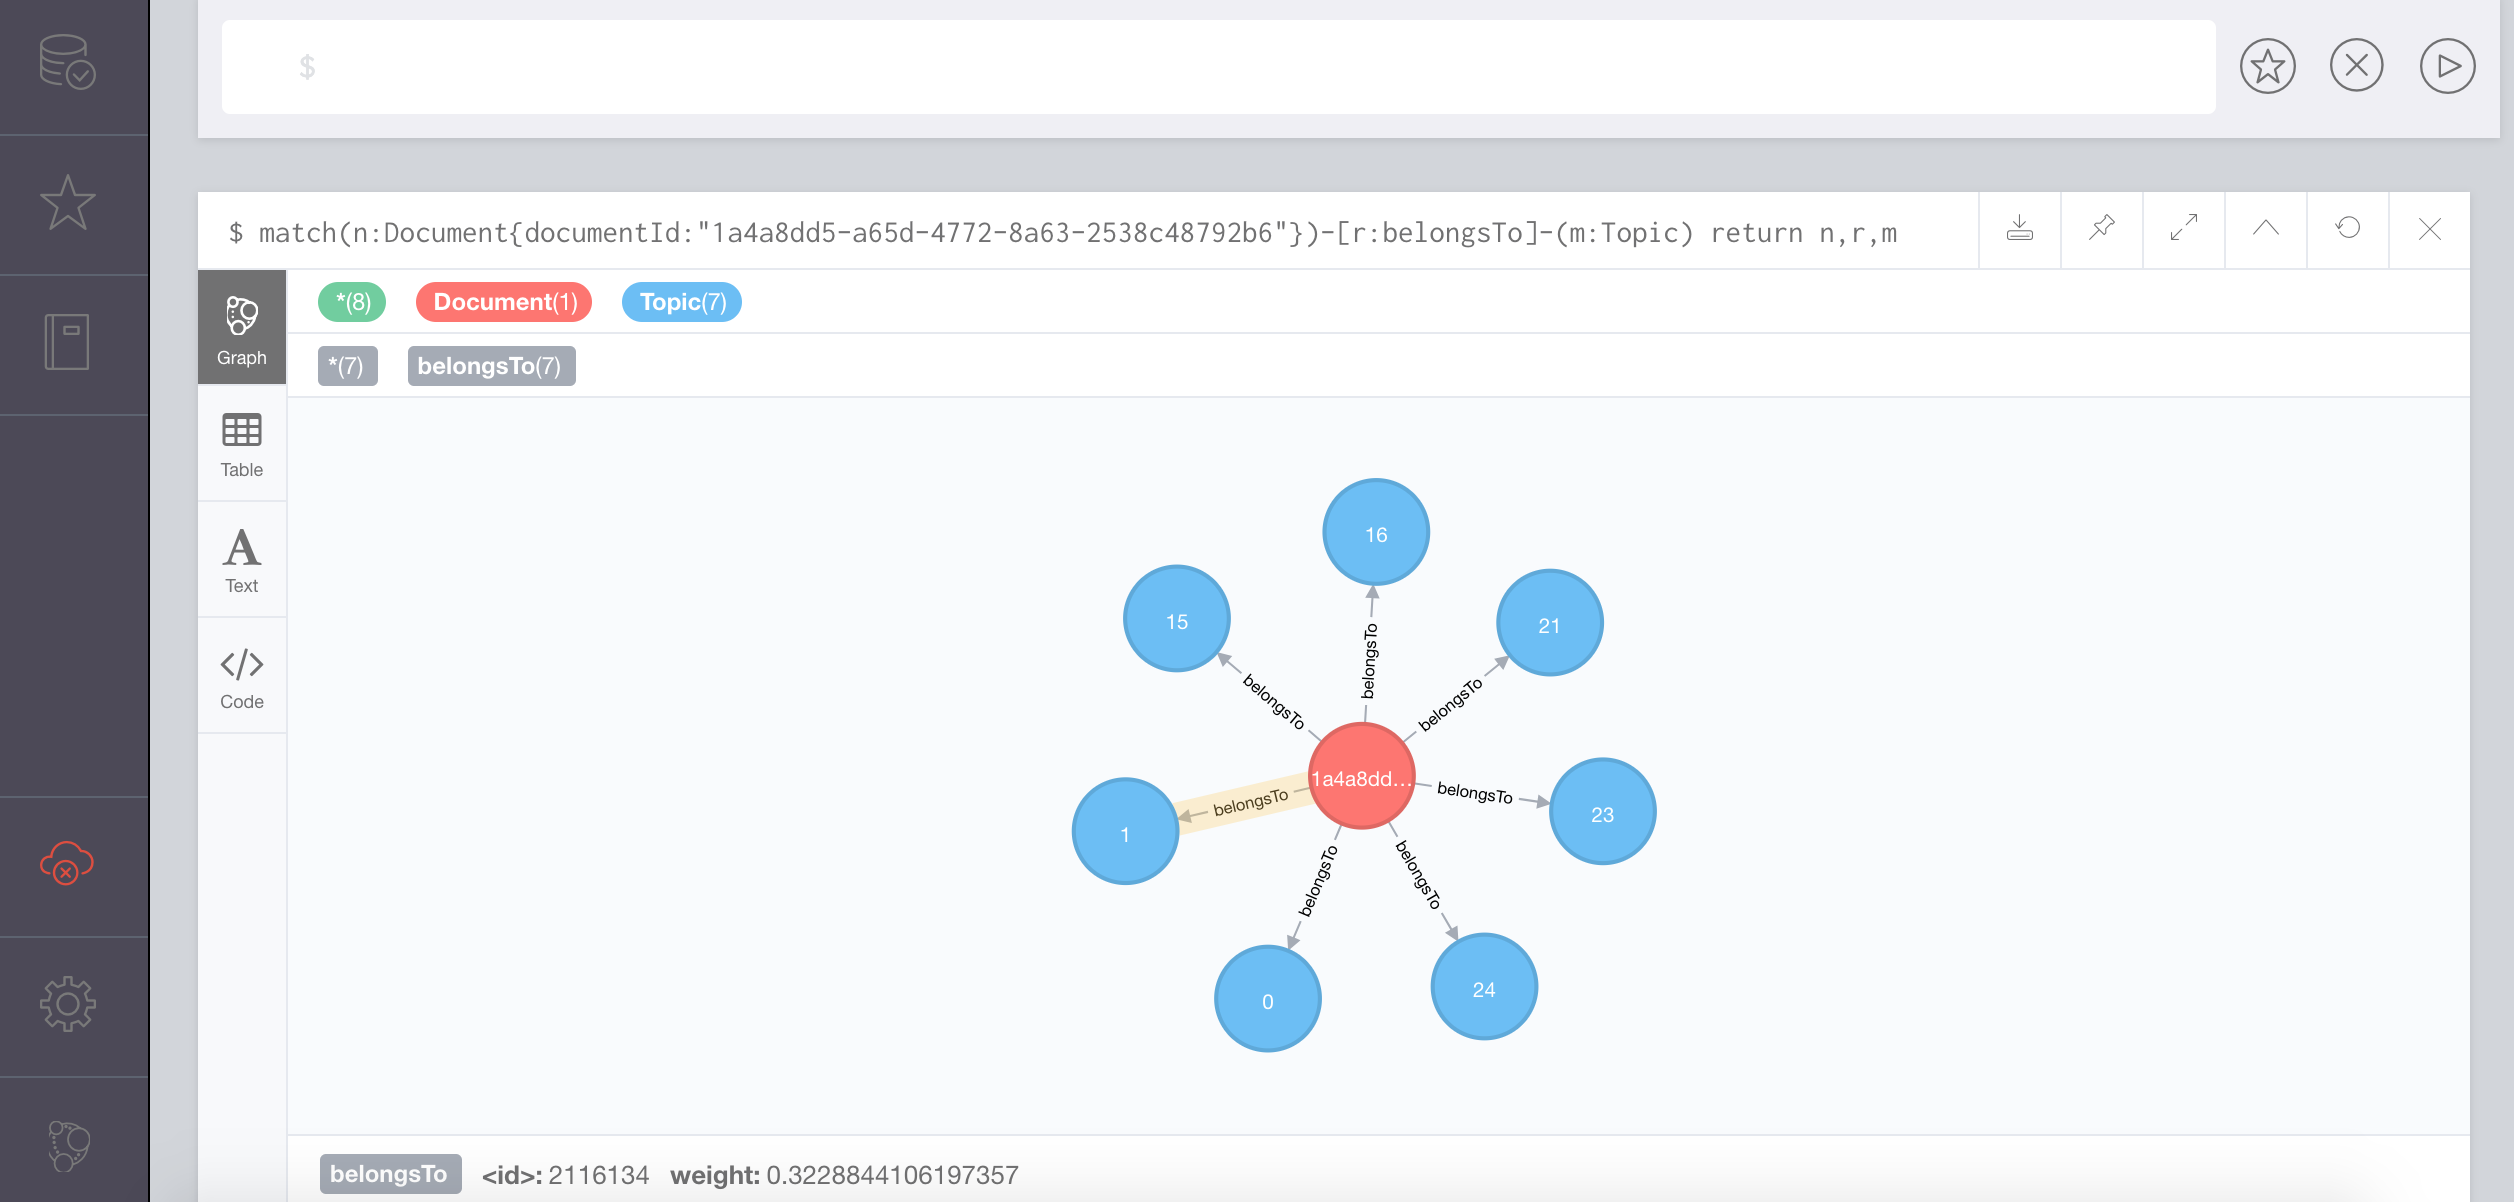 $
$ match(n:Document{documentId:"1a4a8dd5-a65d-4772-8a63-2538c48792b6"})-[r:belongsTo]-(m:Topic) return n,r,m
Graph
*(8) Document(1) Topic(7)
*(7) belongsTo(7)
Table
Text
Code
16
15
21
belongsTo
belongsTo
belongsTo
1a4a8dd...
belongsTo
belongsTo
23
1
belongsTo
belongsTo
0
24
belongsTo <id>: 2116134 weight: 0.3228844106197357